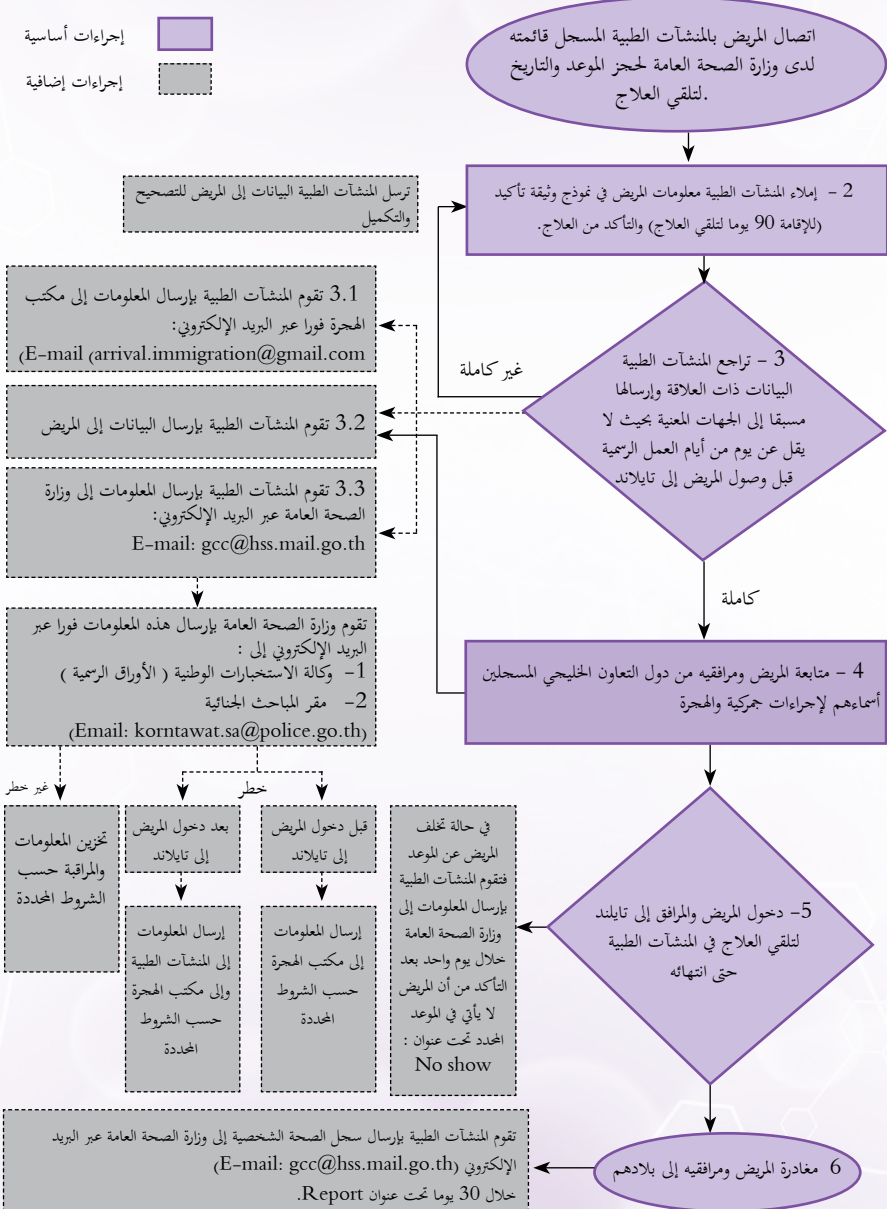 إجراءات أساسية
إجراءات إضافية
اتصال المريض بالمنشآت الطبية المسجل قائمته
لدى وزارة الصحة العامة لحجز الموعد والتاريخ
لتلقي العلاج.
2 - إملاء المنشآت الطبية معلومات المريض في نموذج وثيقة تأكيد
(للإقامة 90 يوما لتلقي العلاج) والتأكد من العلاج.
ترسل المنشآت الطبية البيانات إلى المريض للتصحيح
والتكميل
3 - تراجع المنشآت الطبية
البيانات ذات العلاقة وإرسالها
مسبقا إلى الجهات المعنية بحيث لا
يقل عن يوم من أيام العمل الرسمية
قبل وصول المريض إلى تايلاند
غير كاملة
كاملة
3.1 تقوم المنشآت الطبية بإرسال المعلومات إلى مكتب
الهجرة فورا عبر البريد الإلكتروني:
(E-mail (arrival.immigration@gmail.com
3.2 تقوم المنشآت الطبية بإرسال البيانات إلى المريض
3.3 تقوم المنشآت الطبية بإرسال المعلومات إلى وزارة
الصحة العامة عبر البريد الإلكتروني:
E-mail: gcc@hss.mail.go.th
تقوم وزارة الصحة العامة بإرسال هذه المعلومات فورا عبر
البريد الإلكتروني إلى :
1- وكالة الاستخبارات الوطنية ( الأوراق الرسمية )
2- مقر المباحث الجنائية
(Email: korntawat.sa@police.go.th)
4 - متابعة المريض ومرافقيه من دول التعاون الخليجي المسجلين
أسماءهم لإجراءات جمركية والهجرة
غير خطر
خطر
تخزين المعلومات
والمراقبة حسب
الشروط المحددة
بعد دخول المريض
إلى تايلاند
قبل دخول المريض
إلى تايلاند
إرسال المعلومات
إلى المنشآت الطبية
وإلى مكتب الهجرة
حسب الشروط
المحددة
إرسال المعلومات
إلى مكتب الهجرة
حسب الشروط
المحددة
في حالة تخلف
المريض عن الموعد
فتقوم المنشآت الطبية
بإرسال المعلومات إلى
وزارة الصحة العامة
خلال يوم واحد بعد
التأكد من أن المريض
لا يأتي في الموعد
المحدد تحت عنوان :
No show
5- دخول المريض والمرافق إلى تايلند
لتلقي العلاج في المنشآت الطبية
حتى انتهائه
6 مغادرة المريض ومرافقيه إلى بلادهم
تقوم المنشآت الطبية بإرسال سجل الصحة الشخصية إلى وزارة الصحة العامة عبر البريد
الإلكتروني (E-mail: gcc@hss.mail.go.th)
خلال 30 يوما تحت عنوان Report.